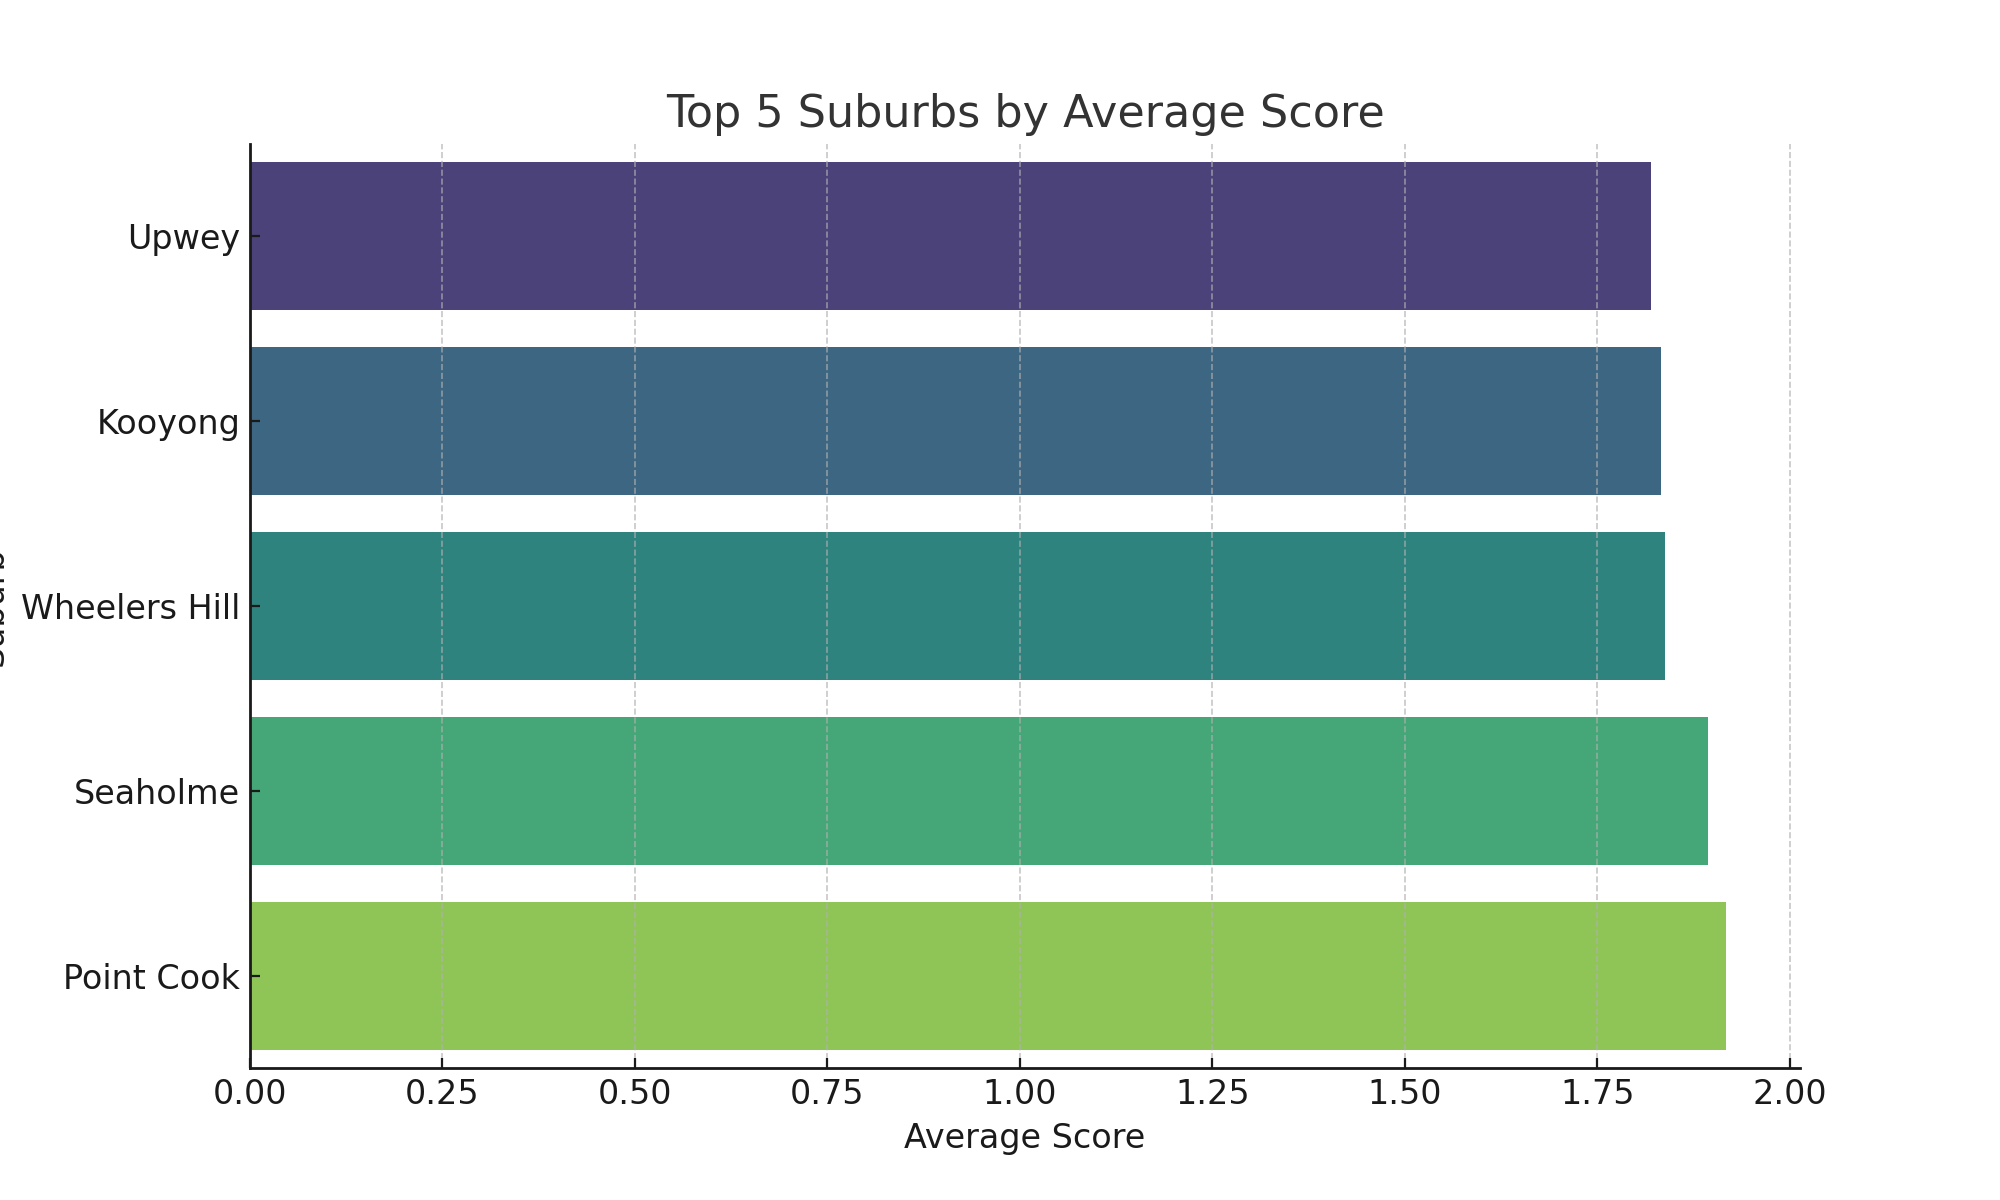 Top 5 Suburbs by Average Score
Upwey
Kooyong
Wheelers Hill
Seaholme
Point Cook
0.00 0.25 0.50 0.75 1.00 1.25 1.50 1.75 2.00
Average Score